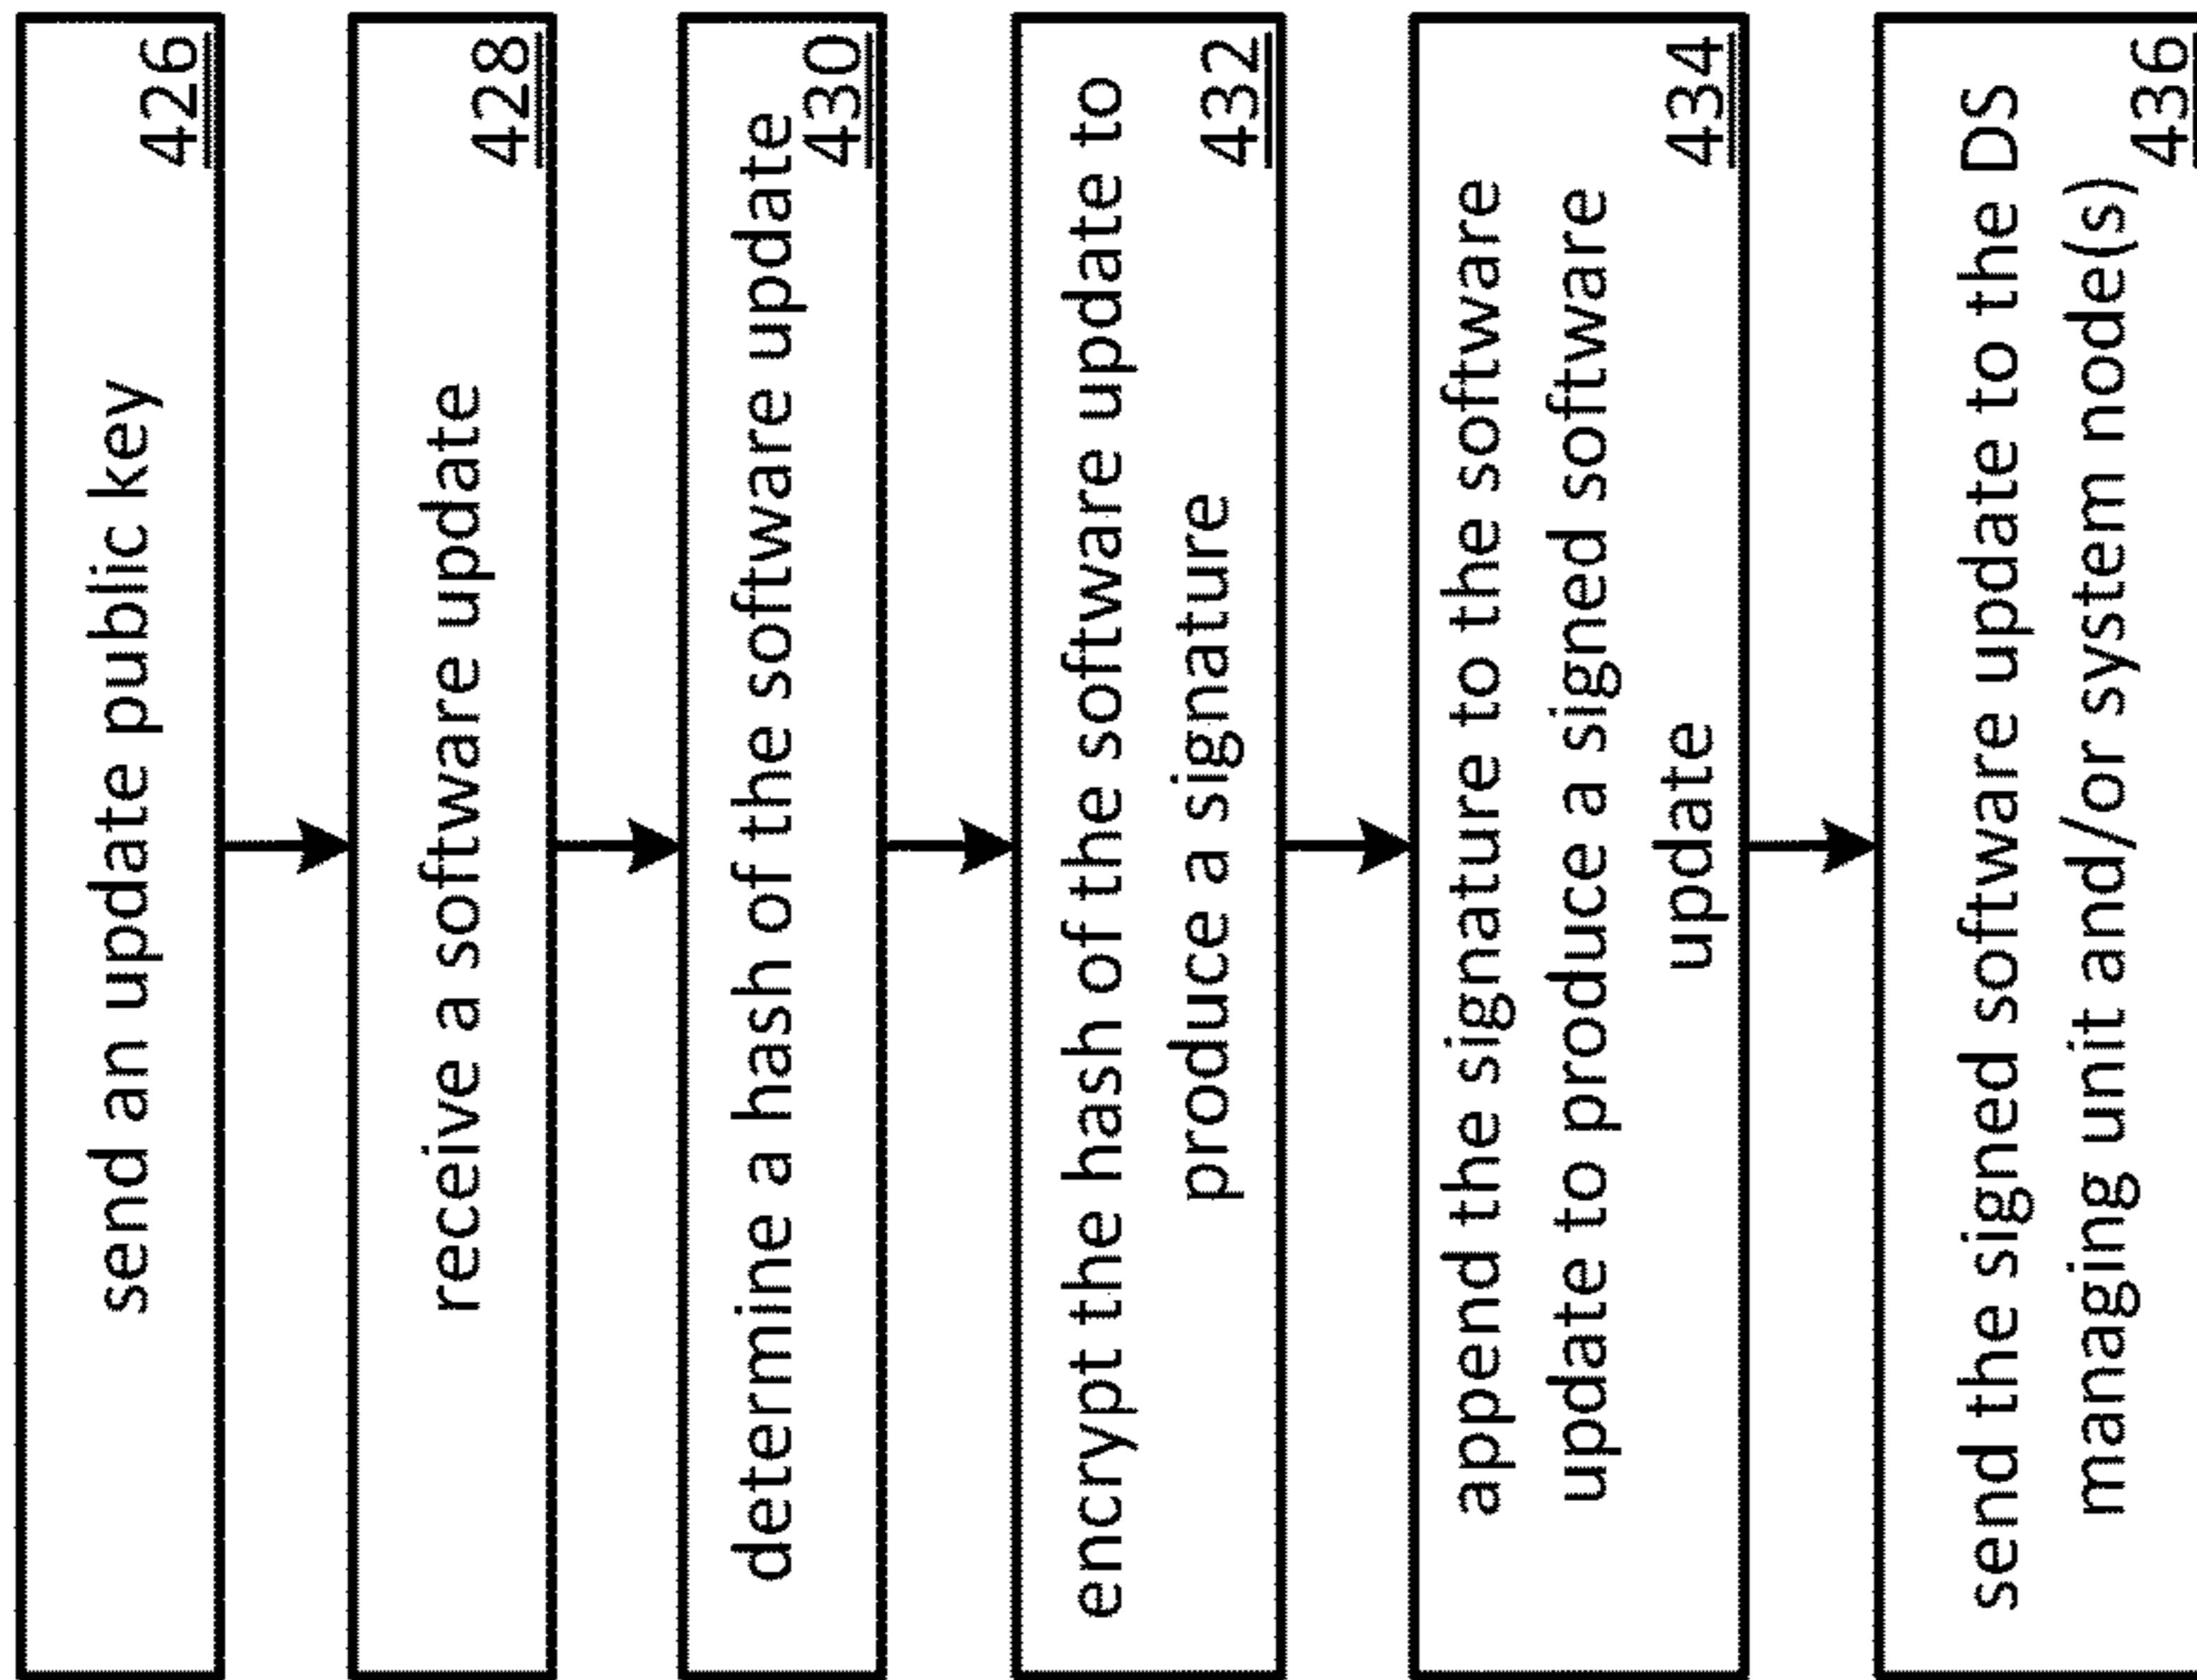 send an update public key
426
receive a software update
428
determine a hash of the software update
430
encrypt the hash of the software update to
produce a signature
432
append the signature to the software
update to produce a signed software
update
434
send the signed software update to the DS
managing unit and/or system node(s)
436